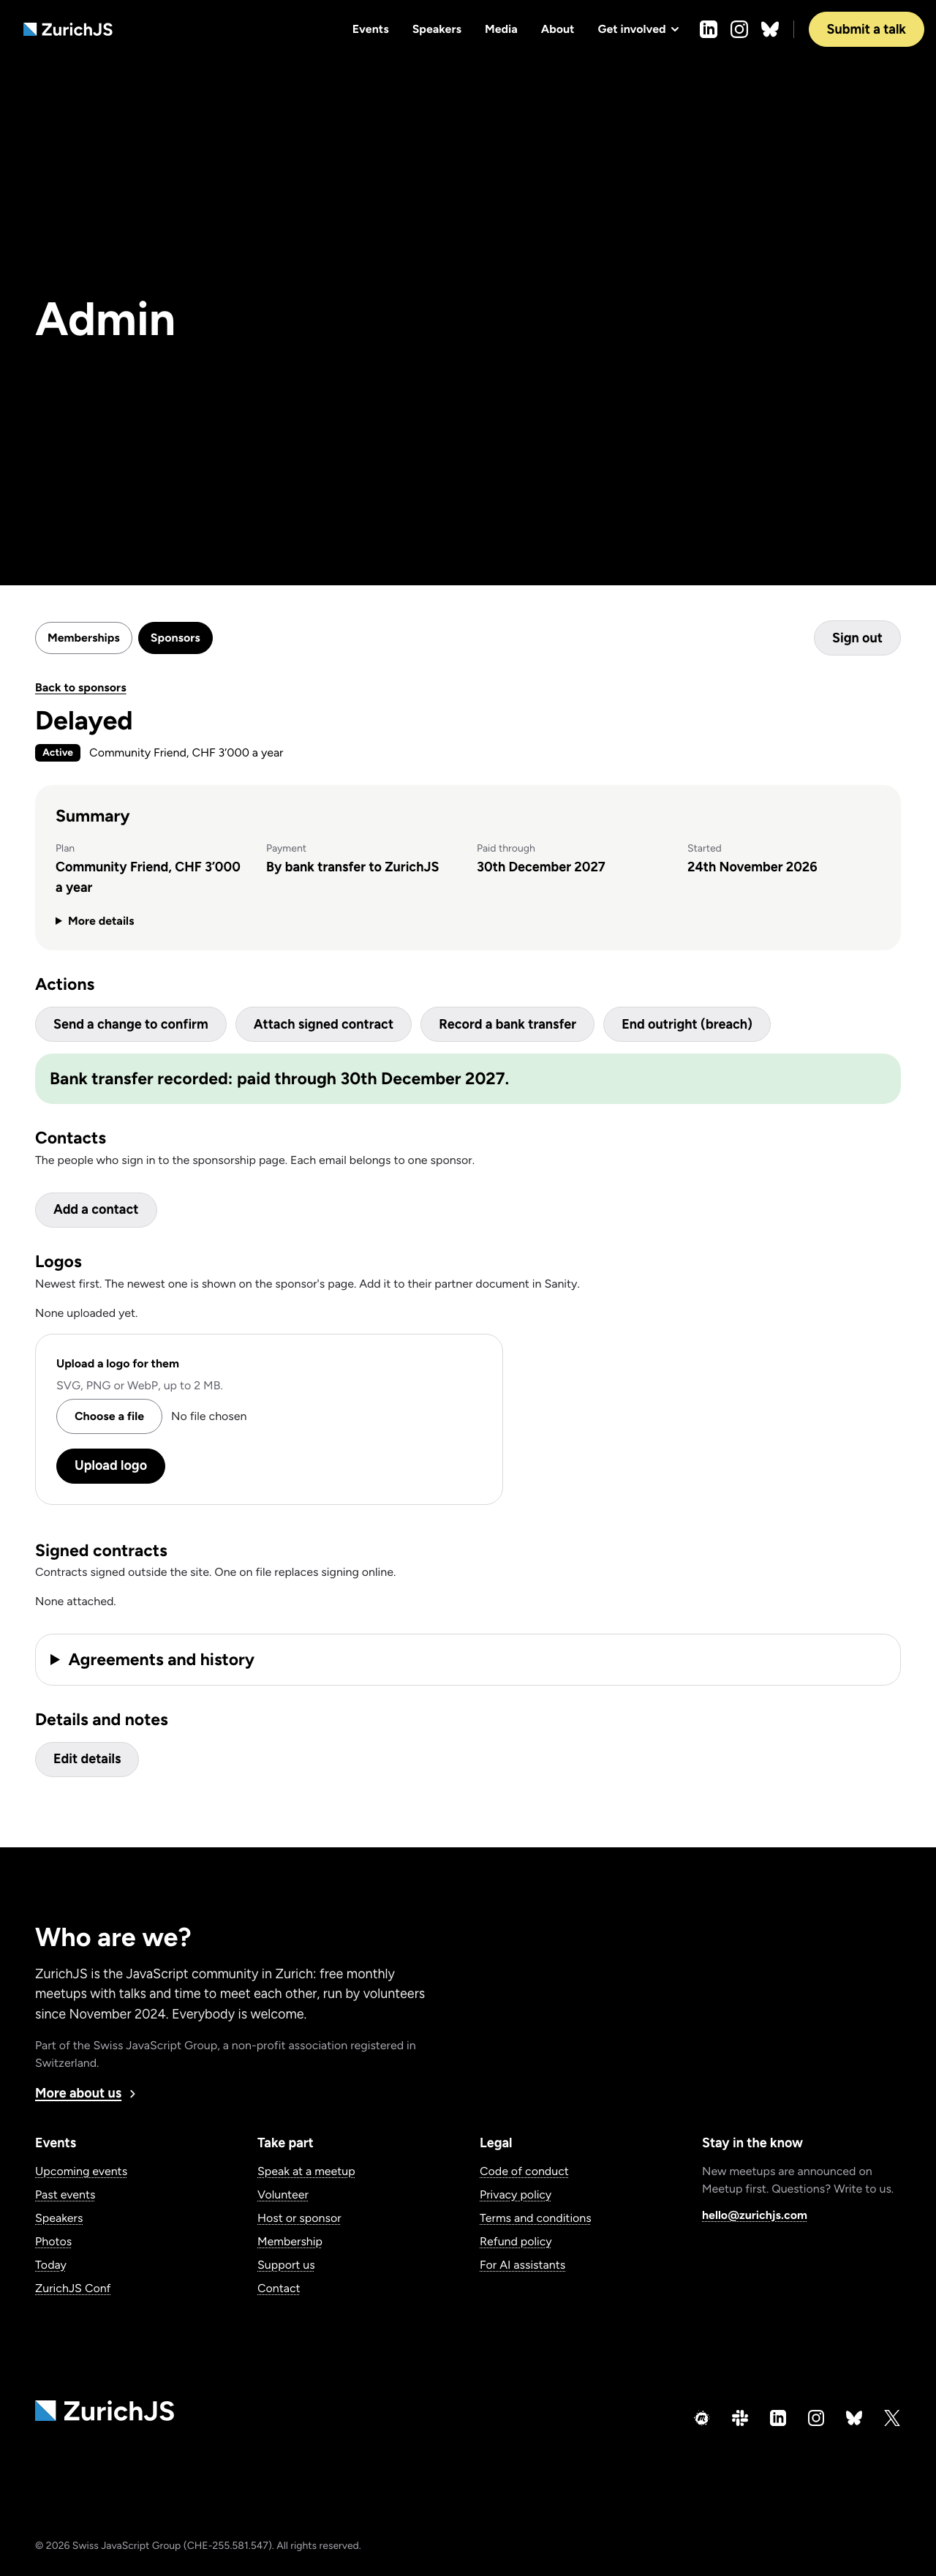 ZurichJS
Events
Speakers
Media
About
Get involved
Submit a talk
Admin
Memberships
Sponsors
Sign out
Back to sponsors
Delayed
Active
Community Friend, CHF 3’000 a year
Summary
Plan
Community Friend, CHF 3’000
a year
Payment
By bank transfer to ZurichJS
Paid through
30th December 2027
Started
24th November 2026
More details
Actions
Send a change to confirm
Attach signed contract
Record a bank transfer
End outright (breach)
Bank transfer recorded: paid through 30th December 2027.
Contacts
The people who sign in to the sponsorship page. Each email belongs to one sponsor.
Add a contact
Logos
Newest first. The newest one is shown on the sponsor's page. Add it to their partner document in Sanity.
None uploaded yet.
Upload a logo for them
SVG, PNG or WebP, up to 2 MB.
Choose a file
No file chosen
Upload logo
Signed contracts
Contracts signed outside the site. One on file replaces signing online.
None attached.
Agreements and history
Details and notes
Edit details
Who are we?
ZurichJS is the JavaScript community in Zurich: free monthly
meetups with talks and time to meet each other, run by volunteers
since November 2024. Everybody is welcome.
Part of the Swiss JavaScript Group, a non-profit association registered in
Switzerland.
More about us
Events
Upcoming events
Past events
Speakers
Photos
Today
ZurichJS Conf
Take part
Speak at a meetup
Volunteer
Host or sponsor
Membership
Support us
Contact
Legal
Code of conduct
Privacy policy
Terms and conditions
Refund policy
For AI assistants
Stay in the know
New meetups are announced on
Meetup first. Questions? Write to us.
hello@zurichjs.com
ZurichJS
© 2026 Swiss JavaScript Group (CHE-255.581.547). All rights reserved.